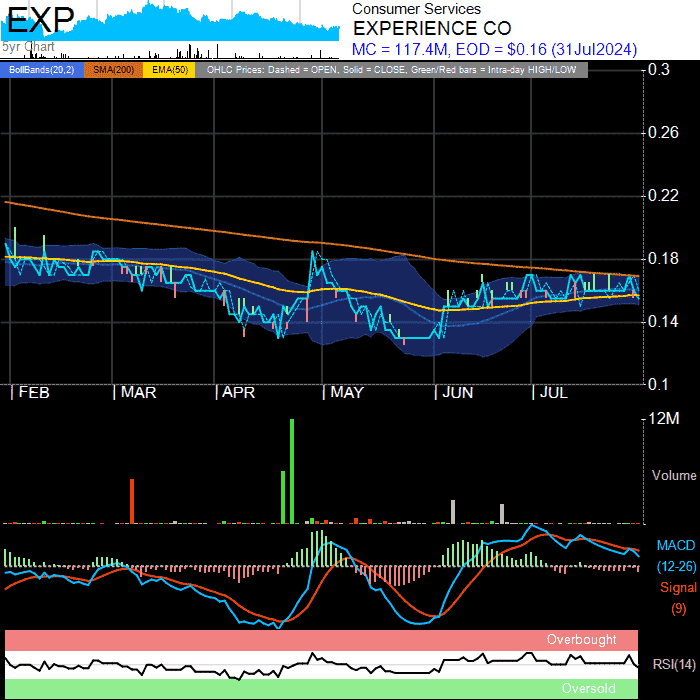 EXP
5yr Chart
Consumer Services
EXPERIENCE CO
MC = 117.4M, EOD = $0.16 (31Jul2024)
BollBands(20,2) SMA(200) EMA(50) OHLC Prices: Dashed = OPEN, Solid = CLOSE, Green/Red bars = Intra-day HIGH/LOW
0.3
0.26
0.22
0.18
0.14
0.1
| FEB | MAR | APR | MAY | JUN | JUL
12M
Volume
MACD
(12-26)
Signal
(9)
Overbought
RSI(14)
Oversold